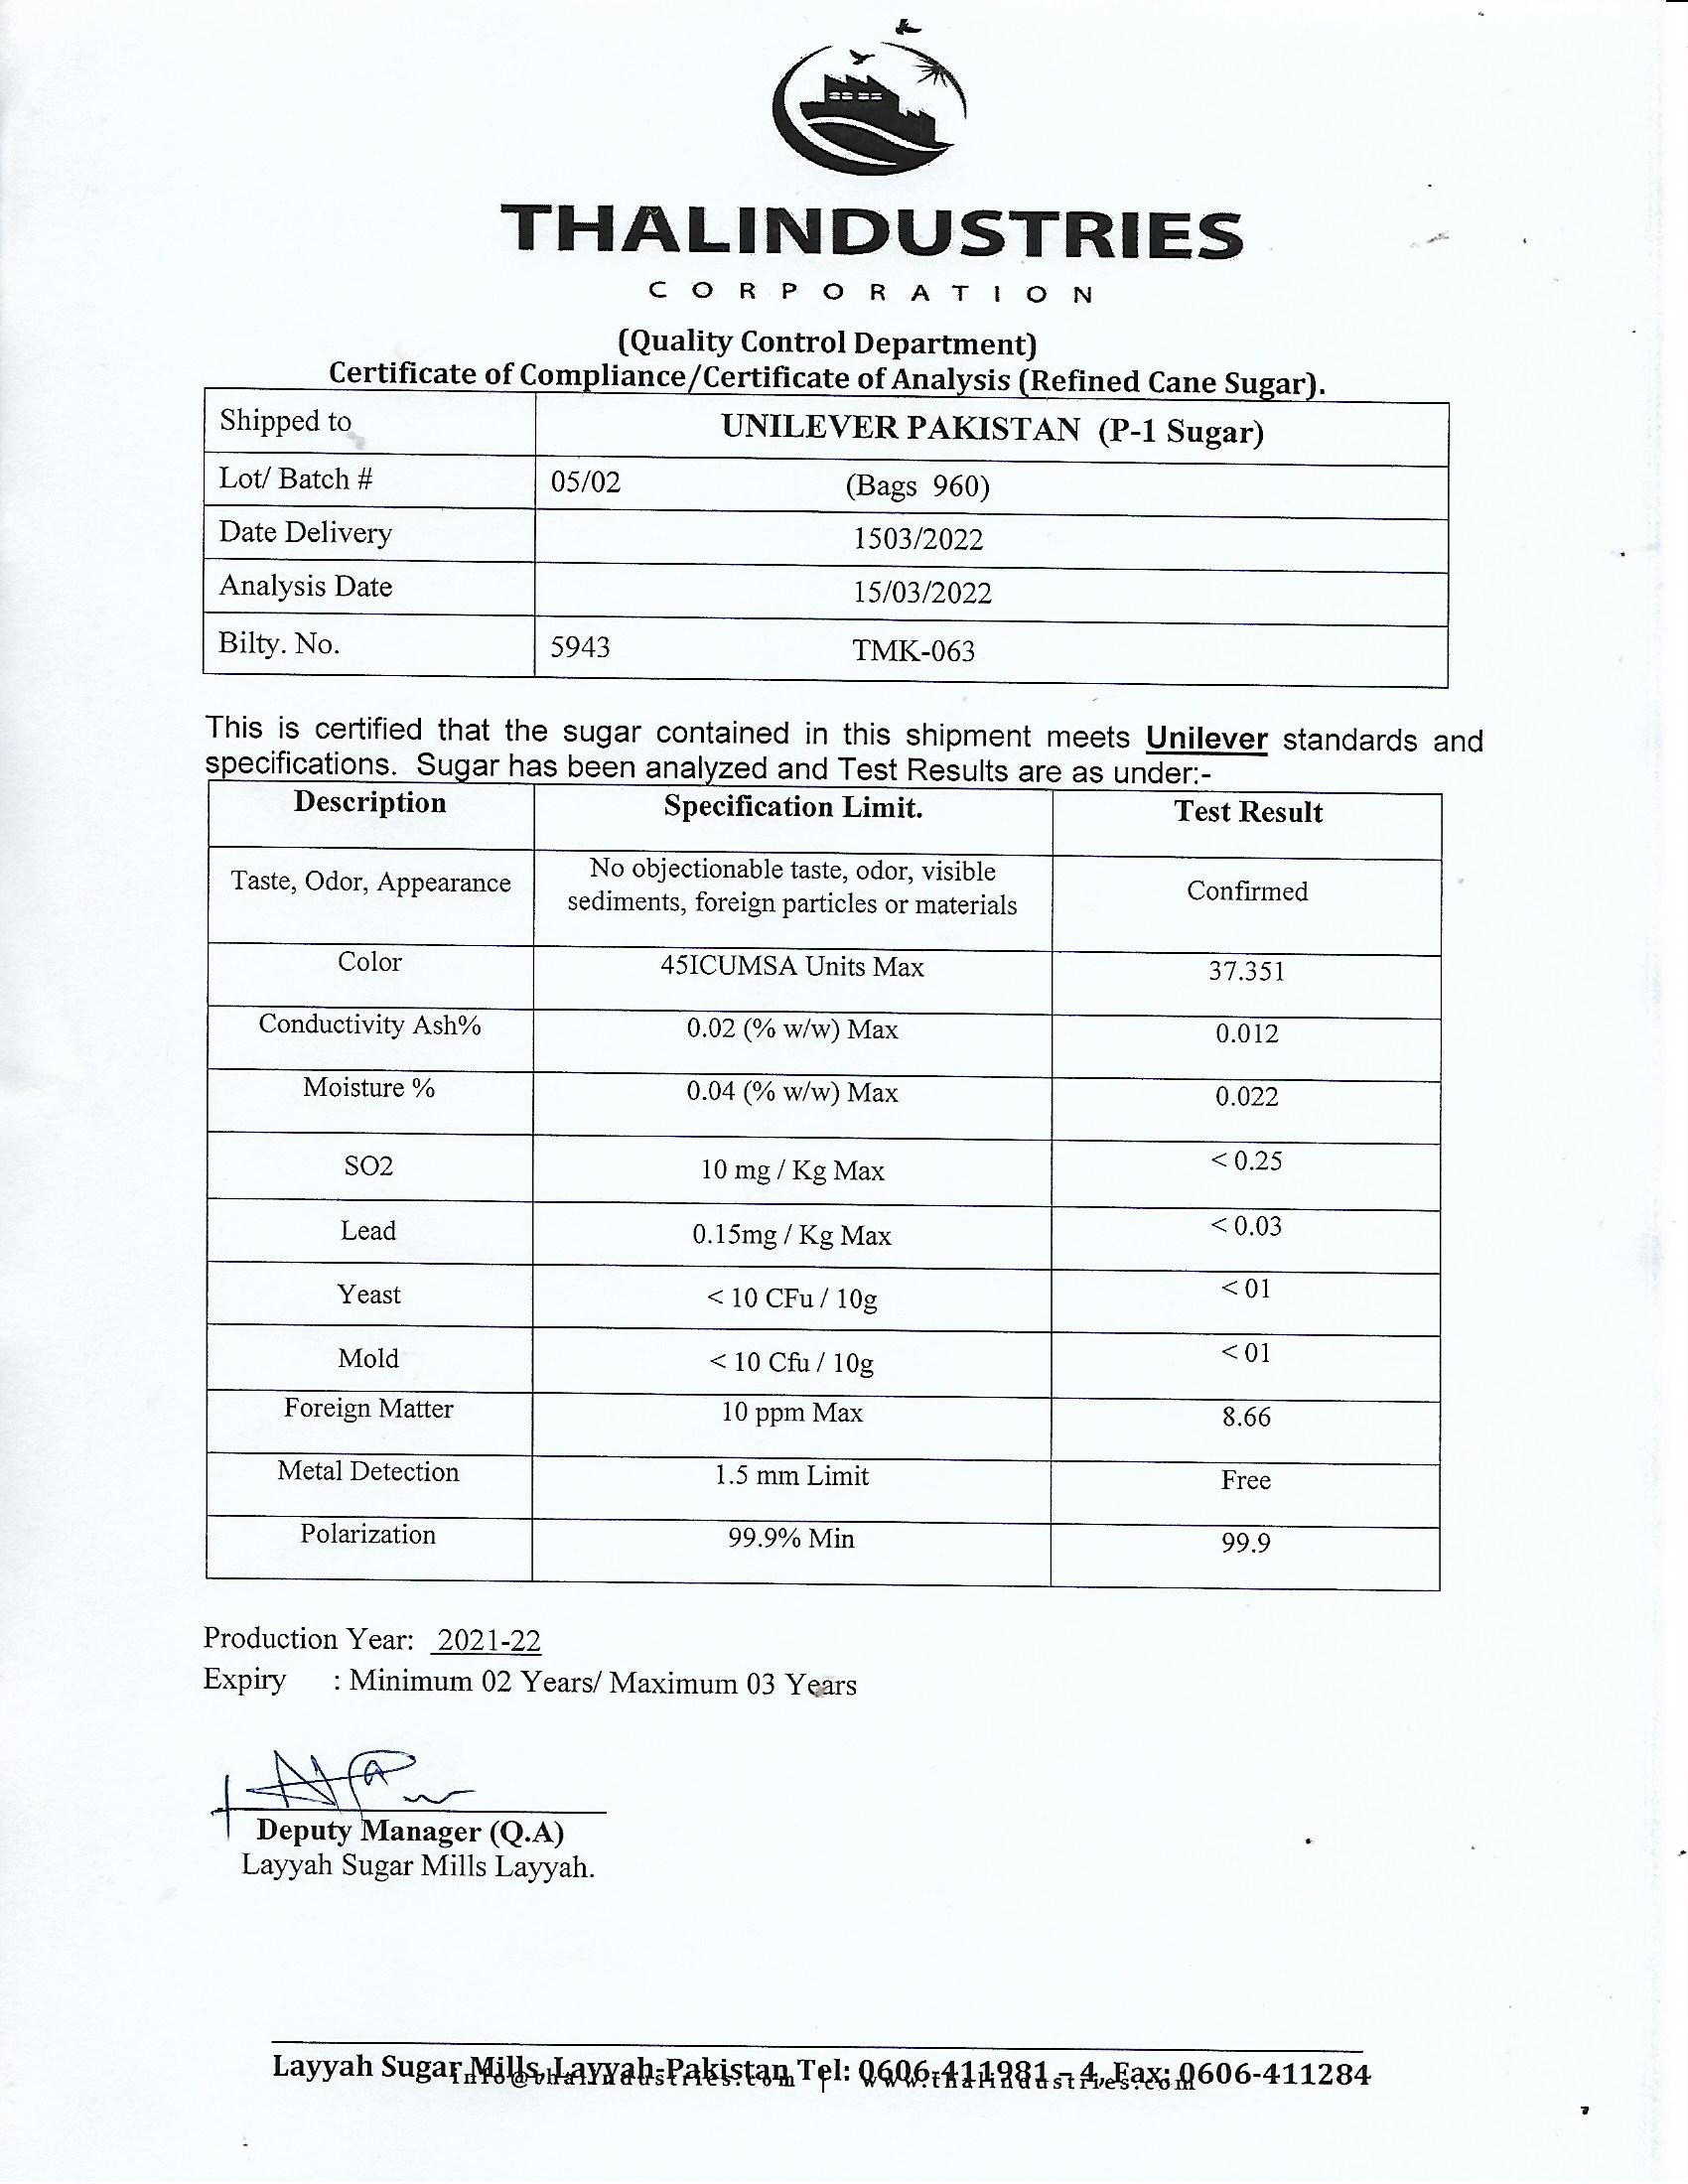 THALINDUSTRIES
CORPORATION
(Quality Control Department)
Certificate of Compliance/Certificate of Analysis (Refined Cane Sugar).
Shipped to UNILEVER PAKISTAN (P-1 Sugar)
Lot/ Batch # 05/02 (Bags 960)
Date Delivery 1503/2022
Analysis Date 15/03/2022
Bilty. No. 5943 TMK-063
This is certified that the sugar contained in this shipment meets Unilever standards and
specifications. Sugar has been analyzed and Test Results are as under:-
Description Specification Limit. Test Result
Taste, Odor, Appearance No objectionable taste, odor, visible
sediments, foreign particles or materials Confirmed
Color 45ICUMSA Units Max 37.351
Conductivity Ash% 0.02 (% w/w) Max 0.012
Moisture % 0.04 (% w/w) Max 0.022
SO2 10 mg / Kg Max < 0.25
Lead 0.15mg / Kg Max < 0.03
Yeast < 10 CFu / 10g < 01
Mold < 10 Cfu / 10g < 01
Foreign Matter 10 ppm Max 8.66
Metal Detection 1.5 mm Limit Free
Polarization 99.9% Min 99.9
Production Year: 2021-22
Expiry : Minimum 02 Years/ Maximum 03 Years
Deputy Manager (Q.A)
Layyah Sugar Mills Layyah.
Layyah Sugar Mills, Layyah-Pakistan Tel: 0606-411981 – 4, Fax: 0606-411284
info@thalindustries.com | www.thalindustries.com